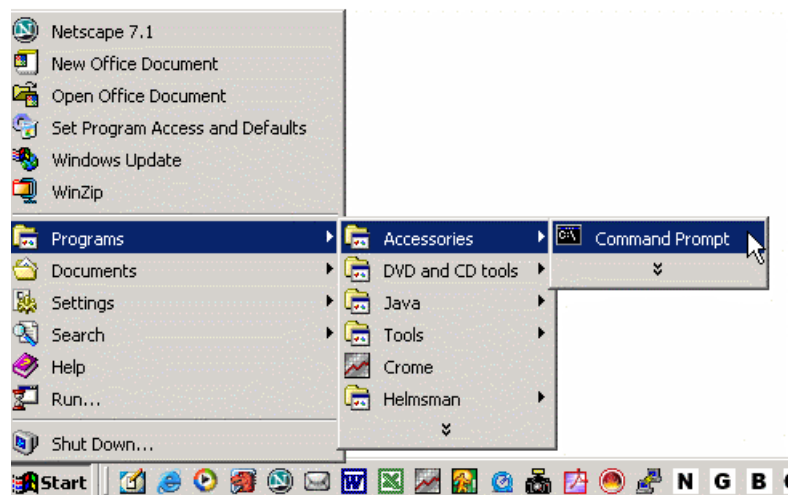 Netscape 7.1
New Office Document
Open Office Document
Set Program Access and Defaults
Windows Update
WinZip
Programs
Documents
Settings
Search
Help
Run...
Shut Down...
Accessories
DVD and CD tools
Java
Tools
Crome
Helmsman
C:\
Command Prompt
Start
W
X
N
G
B